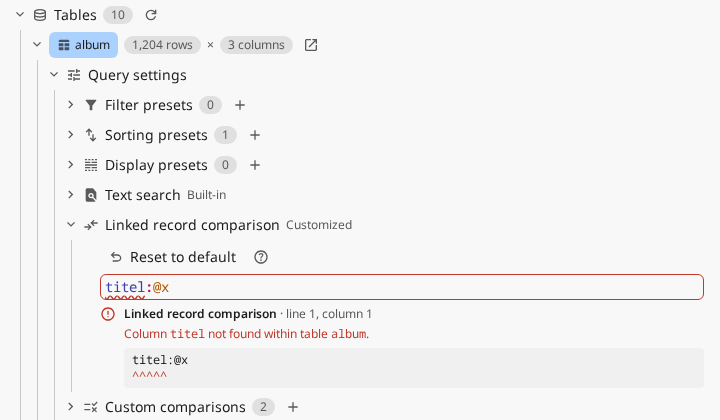 Tables 10
album 1,204 rows × 3 columns
Query settings
Filter presets 0 +
Sorting presets 1 +
Display presets 0 +
Text search Built-in
Linked record comparison Customized
Reset to default
titel:@x
Linked record comparison · line 1, column 1
Column titel not found within table album.
titel:@x
^^^^^
Custom comparisons 2 +